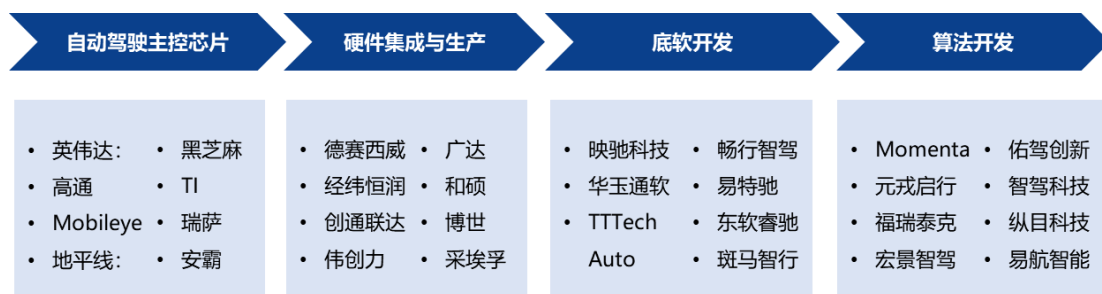 自动驾驶主控芯片
硬件集成与生产
底软开发
算法开发
• 英伟达：
• 高通
• Mobileye
• 地平线：
• 黑芝麻
• TI
• 瑞萨
• 安霸
• 德赛西威
• 经纬恒润
• 创通联达
• 伟创力
• 广达
• 和硕
• 博世
• 采埃孚
• 映驰科技
• 华玉通软
• TTTech
Auto
• 畅行智驾
• 易特驰
• 东软睿驰
• 斑马智行
• Momenta
• 元戎启行
• 福瑞泰克
• 宏景智驾
• 佑驾创新
• 智驾科技
• 纵目科技
• 易航智能